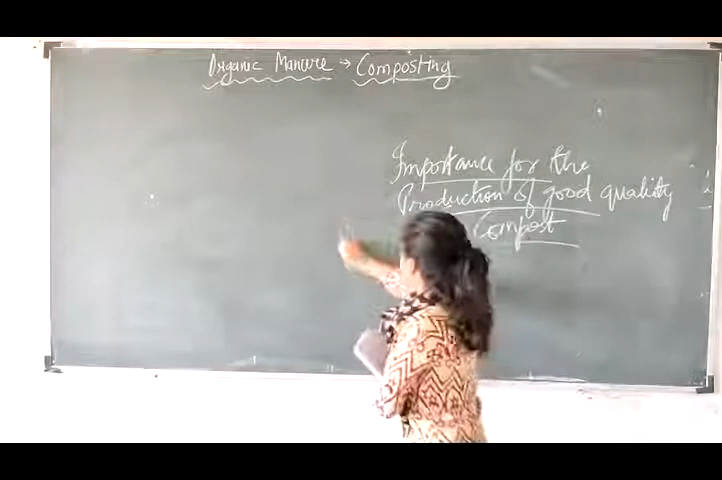 Organic Manure → Composting
Importance for the
Production of good quality
Compost